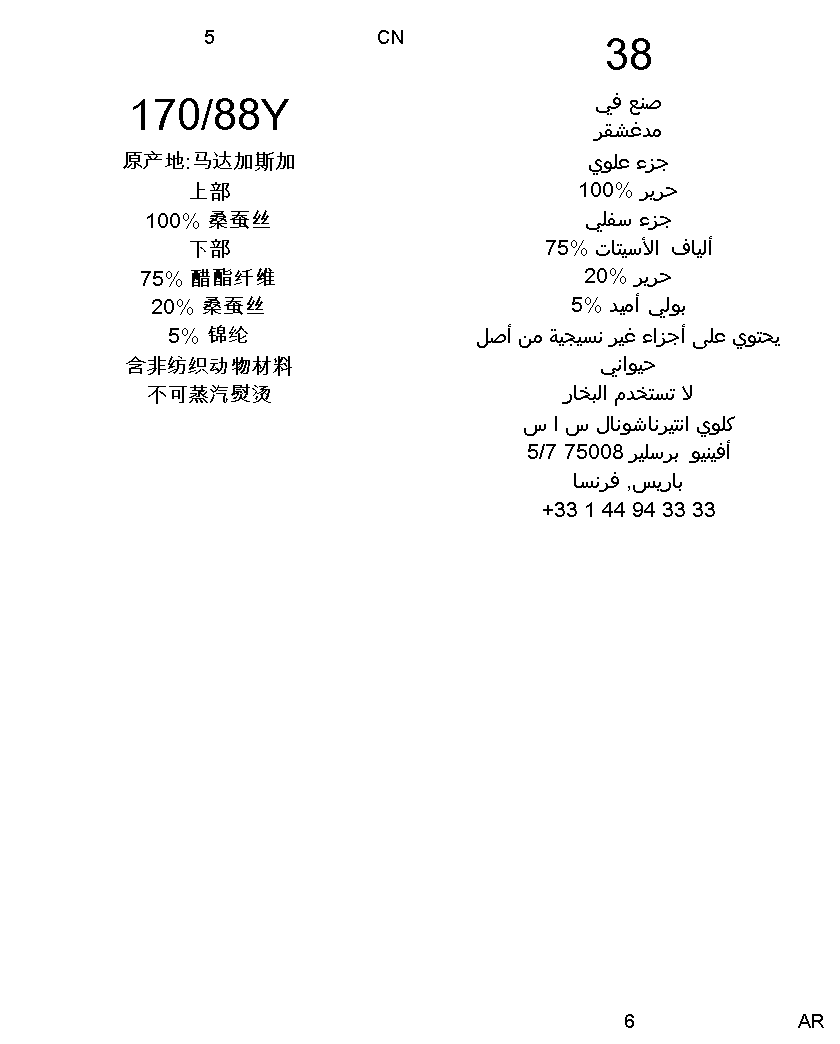 5
CN
170/88Y
原产地:马达加斯加
上部
100% 桑蚕丝
下部
75% 醋酯纤维
20% 桑蚕丝
5% 锦纶
含非纺织动物材料
不可蒸汽熨烫
38
صنع في
مدغشقر
جزء علوي
حرير %100
جزء سفلي
ألياف الأسيتات %75
حرير %20
بولي أميد %5
يحتوي على أجزاء غير نسيجية من أصل
حيواني
لا تستخدم البخار
كلوي انتيرناشونال س ا س
أفينيو برسلير 75008 5/7
باريس, فرنسا
+33 1 44 94 33 33
6
AR